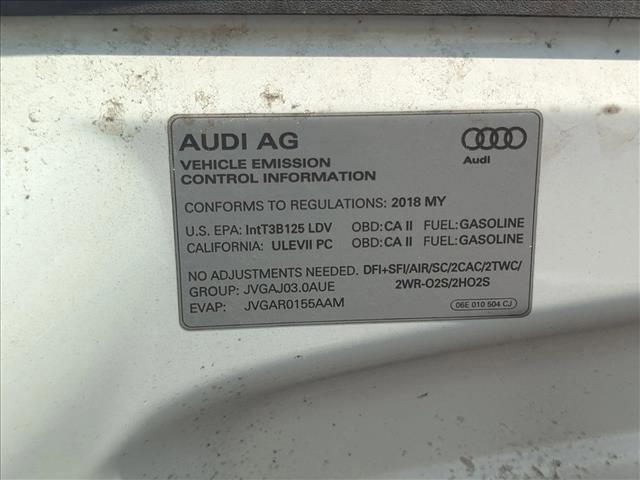 AUDI AG
VEHICLE EMISSION
CONTROL INFORMATION
Audi
CONFORMS TO REGULATIONS: 2018 MY
U.S. EPA: IntT3B125 LDV OBD: CA II FUEL: GASOLINE
CALIFORNIA: ULEVII PC OBD: CA II FUEL: GASOLINE
NO ADJUSTMENTS NEEDED. DFI+SFI/AIR/SC/2CAC/2TWC/
GROUP: JVGAJ03.0AUE 2WR-O2S/2HO2S
EVAP: JVGAR0155AAM
06E 010 504 CJ